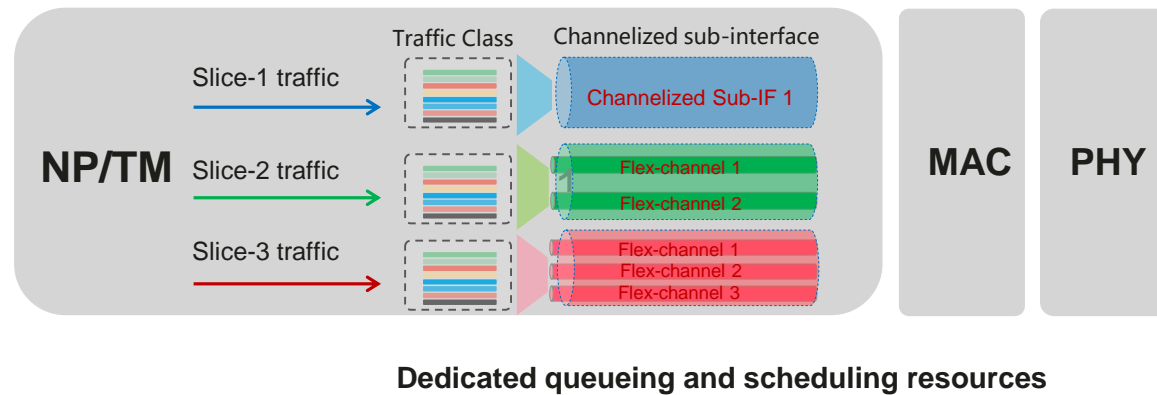 Traffic Class
Channelized sub-interface
Slice-1 traffic
Channelized Sub-IF 1
NP/TM
Slice-2 traffic
Flex-channel 1
1
Flex-channel 2
Slice-3 traffic
Flex-channel 1
Flex-channel 2
Flex-channel 3
MAC
PHY
Dedicated queueing and scheduling resources